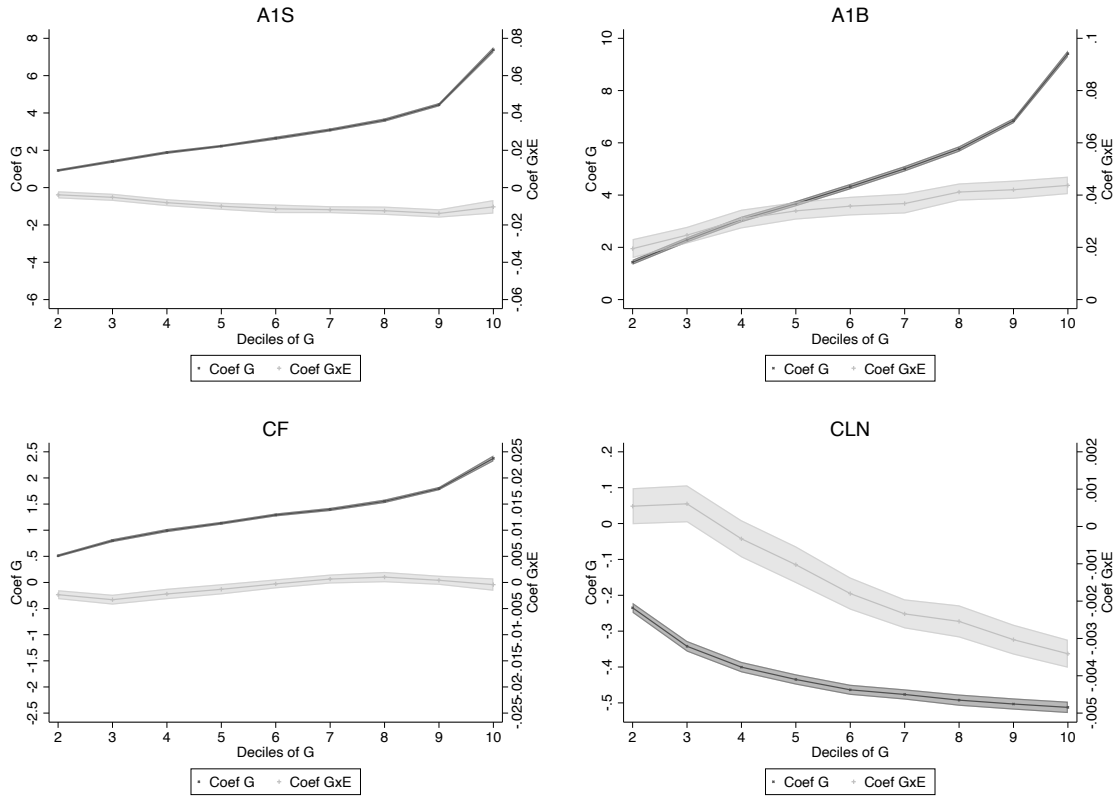 A1S
Coef G
-6 -4 -2 0 2 4 6 8
-.06 -.04 -.02 0 .02 .04 .06 .08
Coef GxE
2 3 4 5 6 7 8 9 10
Deciles of G
Coef G Coef GxE
A1B
Coef G
0 2 4 6 8 10
0 .02 .04 .06 .08 .1
Coef GxE
2 3 4 5 6 7 8 9 10
Deciles of G
Coef G Coef GxE
CF
Coef G
-2.5 -2 -1.5 -1 -.5 0 .5 1 1.5 2 2.5
-.025 -.02 -.015 -.01 -.005 0 .005 .01 .015 .02 .025
Coef GxE
2 3 4 5 6 7 8 9 10
Deciles of G
Coef G Coef GxE
CLN
Coef G
-.5 -.4 -.3 -.2 -.1 0 .1 .2
-.005 -.004 -.003 -.002 -.001 0 .001 .002
Coef GxE
2 3 4 5 6 7 8 9 10
Deciles of G
Coef G Coef GxE